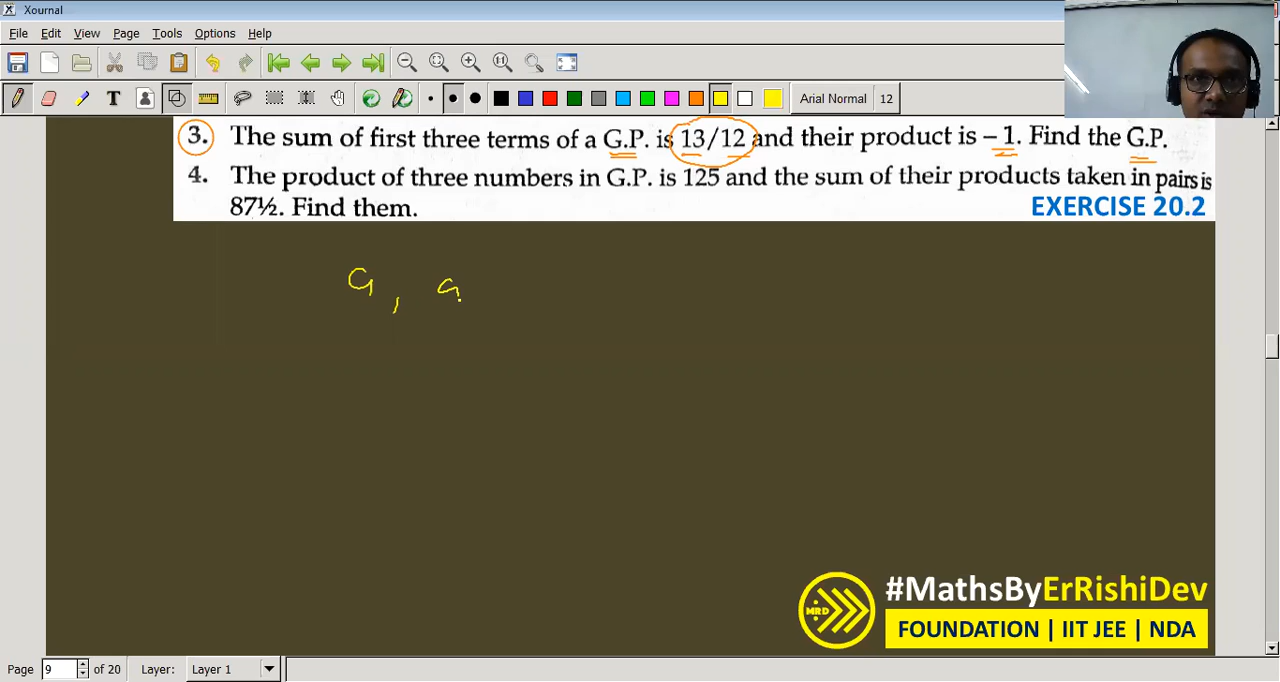 Xournal
File Edit View Page Tools Options Help
Arial Normal 12
3. The sum of first three terms of a G.P. is 13/12 and their product is – 1. Find the G.P.
4. The product of three numbers in G.P. is 125 and the sum of their products taken in pairs is
87½. Find them.
EXERCISE 20.2
a, a
MRD
#MathsByErRishiDev
FOUNDATION | IIT JEE | NDA
Page 9 of 20 Layer: Layer 1